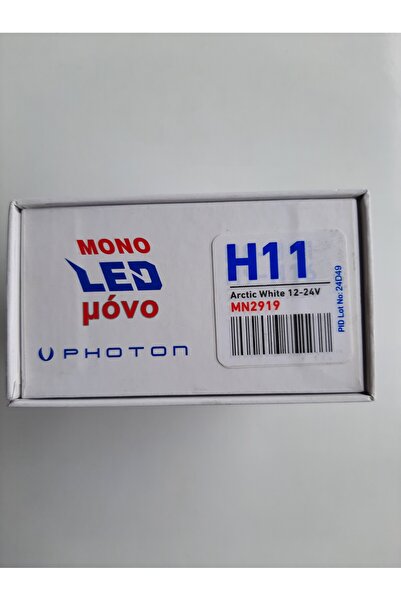 MONO
LED
μόνο
PHOTON
H11
Arctic White 12-24V
MN2919
PID Lot No: 24D49